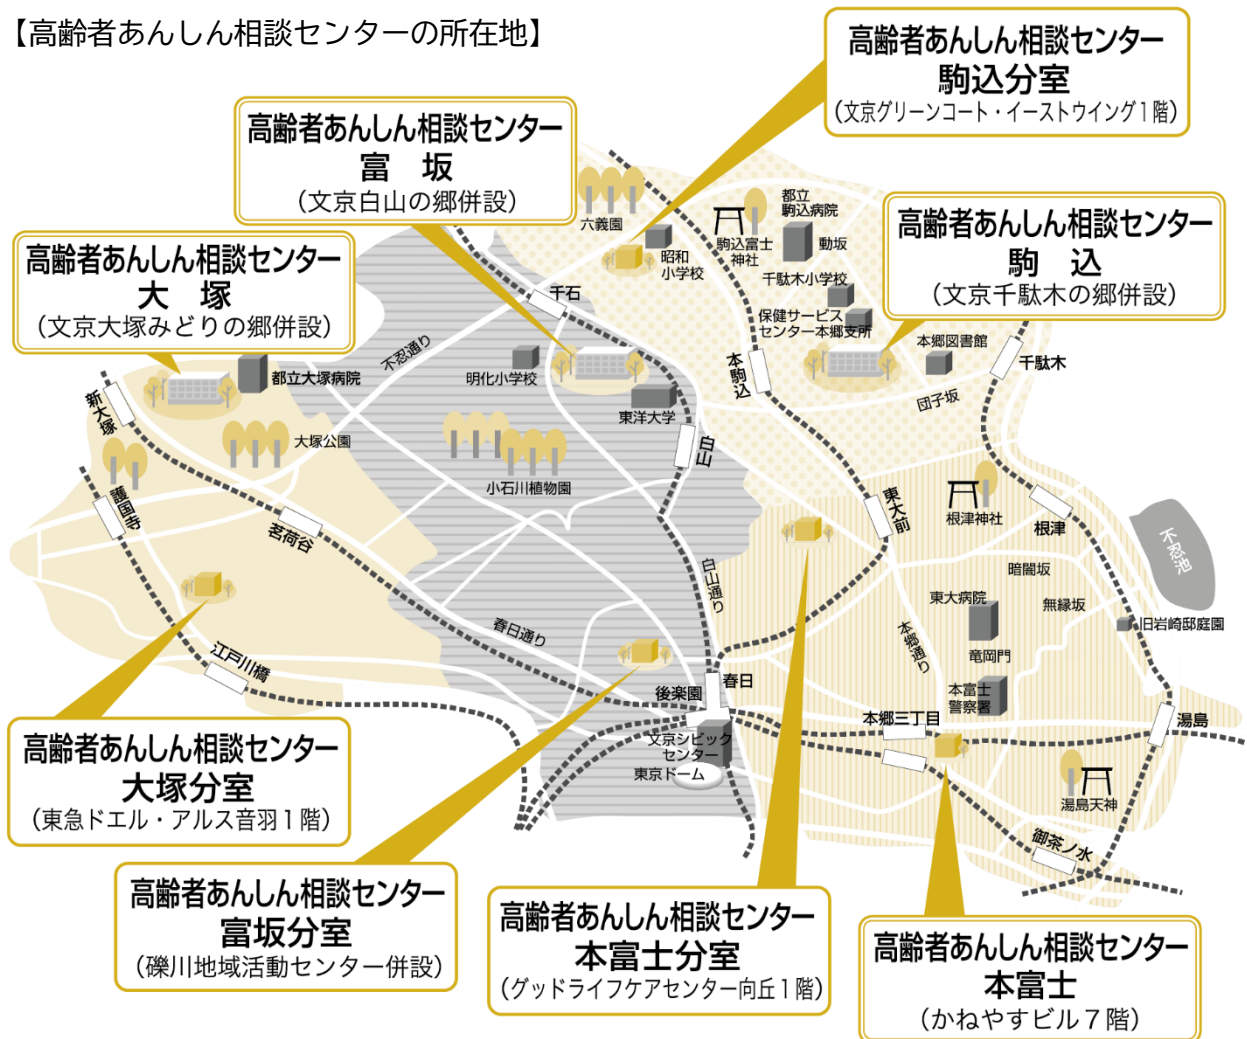 【高齢者あんしん相談センターの所在地】
高齢者あんしん相談センター
駒込分室
（文京グリーンコート・イーストウイング１階）
高齢者あんしん相談センター
富　坂
（文京白山の郷併設）
高齢者あんしん相談センター
駒　込
（文京千駄木の郷併設）
高齢者あんしん相談センター
大　塚
（文京大塚みどりの郷併設）
六義園
昭和
小学校
駒込富士
神社
都立
駒込病院
動坂
千駄木小学校
保健サービス
センター本郷支所
本郷図書館
千駄木
団子坂
本駒込
千石
不忍通り
明化小学校
東洋大学
白山
都立大塚病院
新大塚
大塚公園
小石川植物園
護国寺
茗荷谷
東大前
根津神社
根津
不忍池
暗闇坂
無縁坂
東大病院
竜岡門
旧岩崎邸庭園
白山通り
本郷通り
春日通り
江戸川橋
後楽園
春日
文京シビック
センター
東京ドーム
本郷三丁目
本富士
警察署
湯島
湯島天神
御茶ノ水
高齢者あんしん相談センター
大塚分室
（東急ドエル・アルス音羽１階）
高齢者あんしん相談センター
富坂分室
（礫川地域活動センター併設）
高齢者あんしん相談センター
本富士分室
（グッドライフケアセンター向丘１階）
高齢者あんしん相談センター
本富士
（かねやすビル７階）